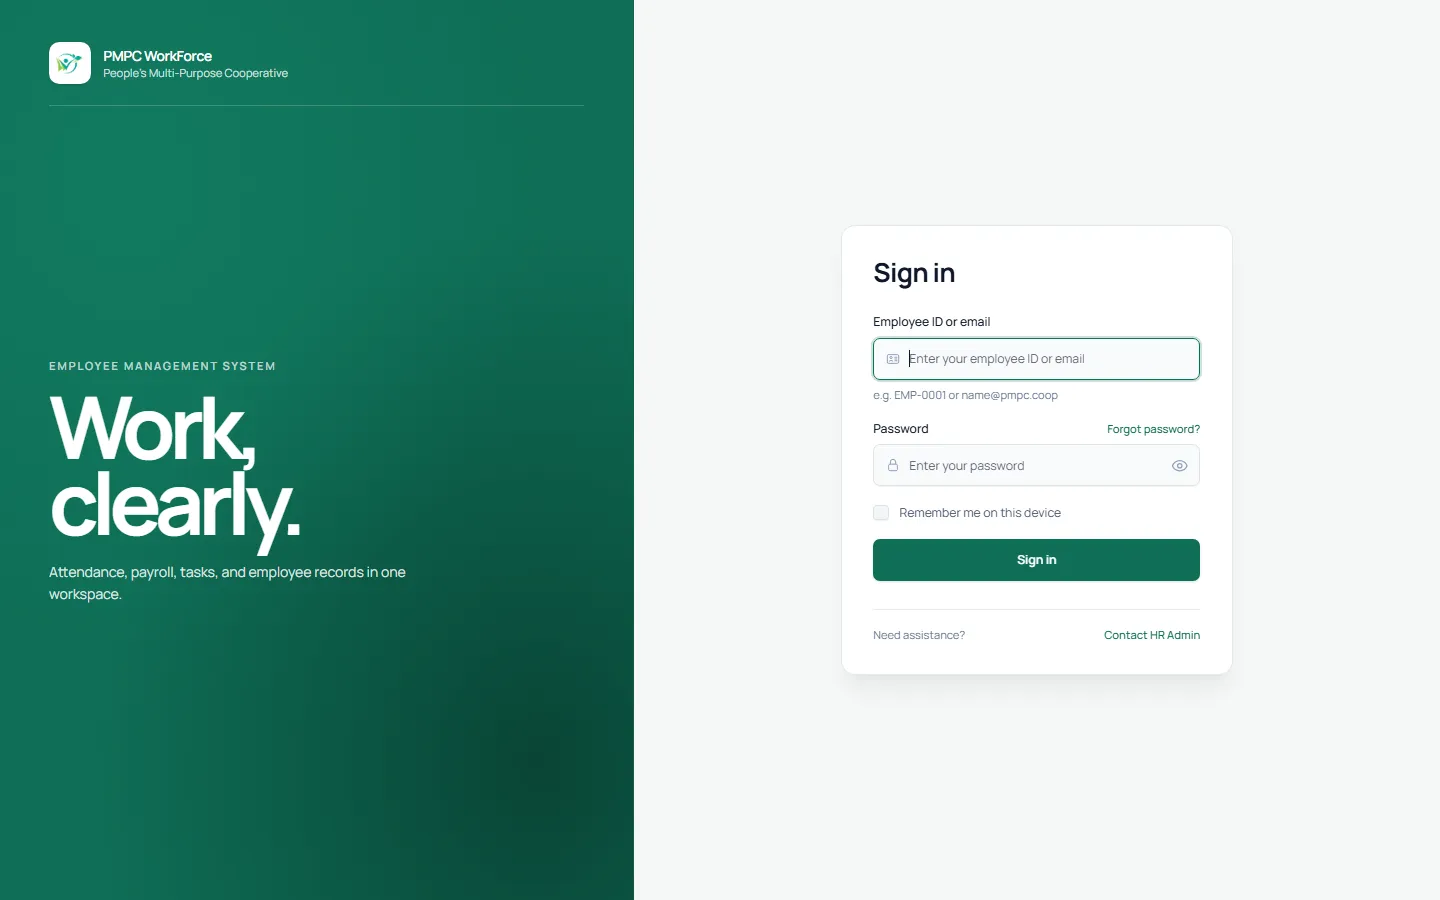 PMPC WorkForce
People's Multi-Purpose Cooperative
EMPLOYEE MANAGEMENT SYSTEM
Work,
clearly.
Attendance, payroll, tasks, and employee records in one
workspace.
Sign in
Employee ID or email
Enter your employee ID or email
e.g. EMP-0001 or name@pmpc.coop
Password Forgot password?
Enter your password
Remember me on this device
Sign in
Need assistance? Contact HR Admin